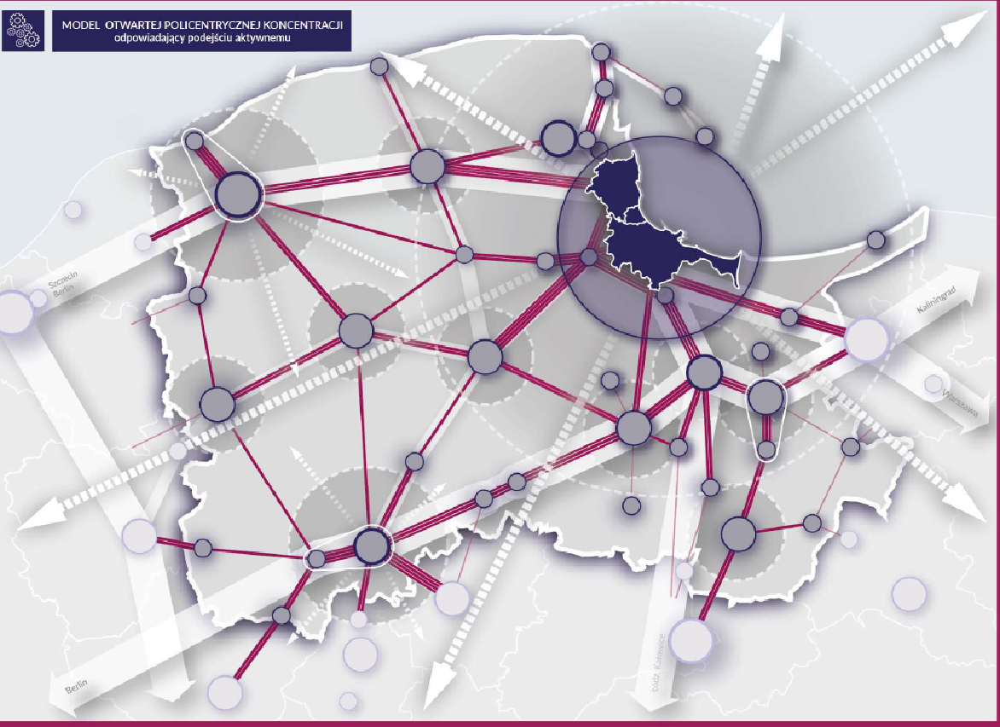 MODEL OTWARTEJ POLICENTRYCZNEJ KONCENTRACJI
odpowiadający podejściu aktywnemu
Szczecin
Berlin
Kaliningrad
Warszawa
Berlin
Łódź, Katowice